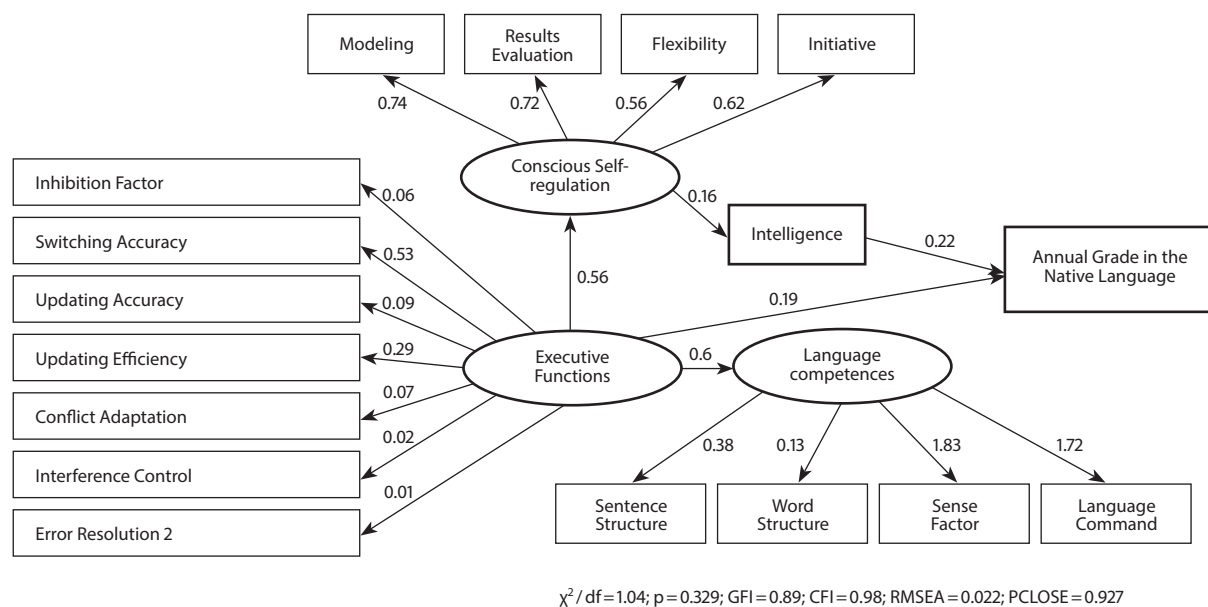 Modeling
Results
Evaluation
Flexibility
Initiative
0.74
0.72
0.56
0.62
Conscious Self-
regulation
Inhibition Factor
0.06
0.16
Switching Accuracy
0.53
Intelligence
0.22
Annual Grade in the
Native Language
Updating Accuracy
0.09
0.56
0.19
Updating Efficiency
0.29
Executive
Functions
0.6
Language
competences
Conflict Adaptation
0.07
Interference Control
0.02
0.38
0.13
1.83
1.72
Error Resolution 2
0.01
Sentence
Structure
Word
Structure
Sense
Factor
Language
Command
χ²/ df=1.04; p=0.329; GFI=0.89; CFI=0.98; RMSEA=0.022; PCLOSE=0.927